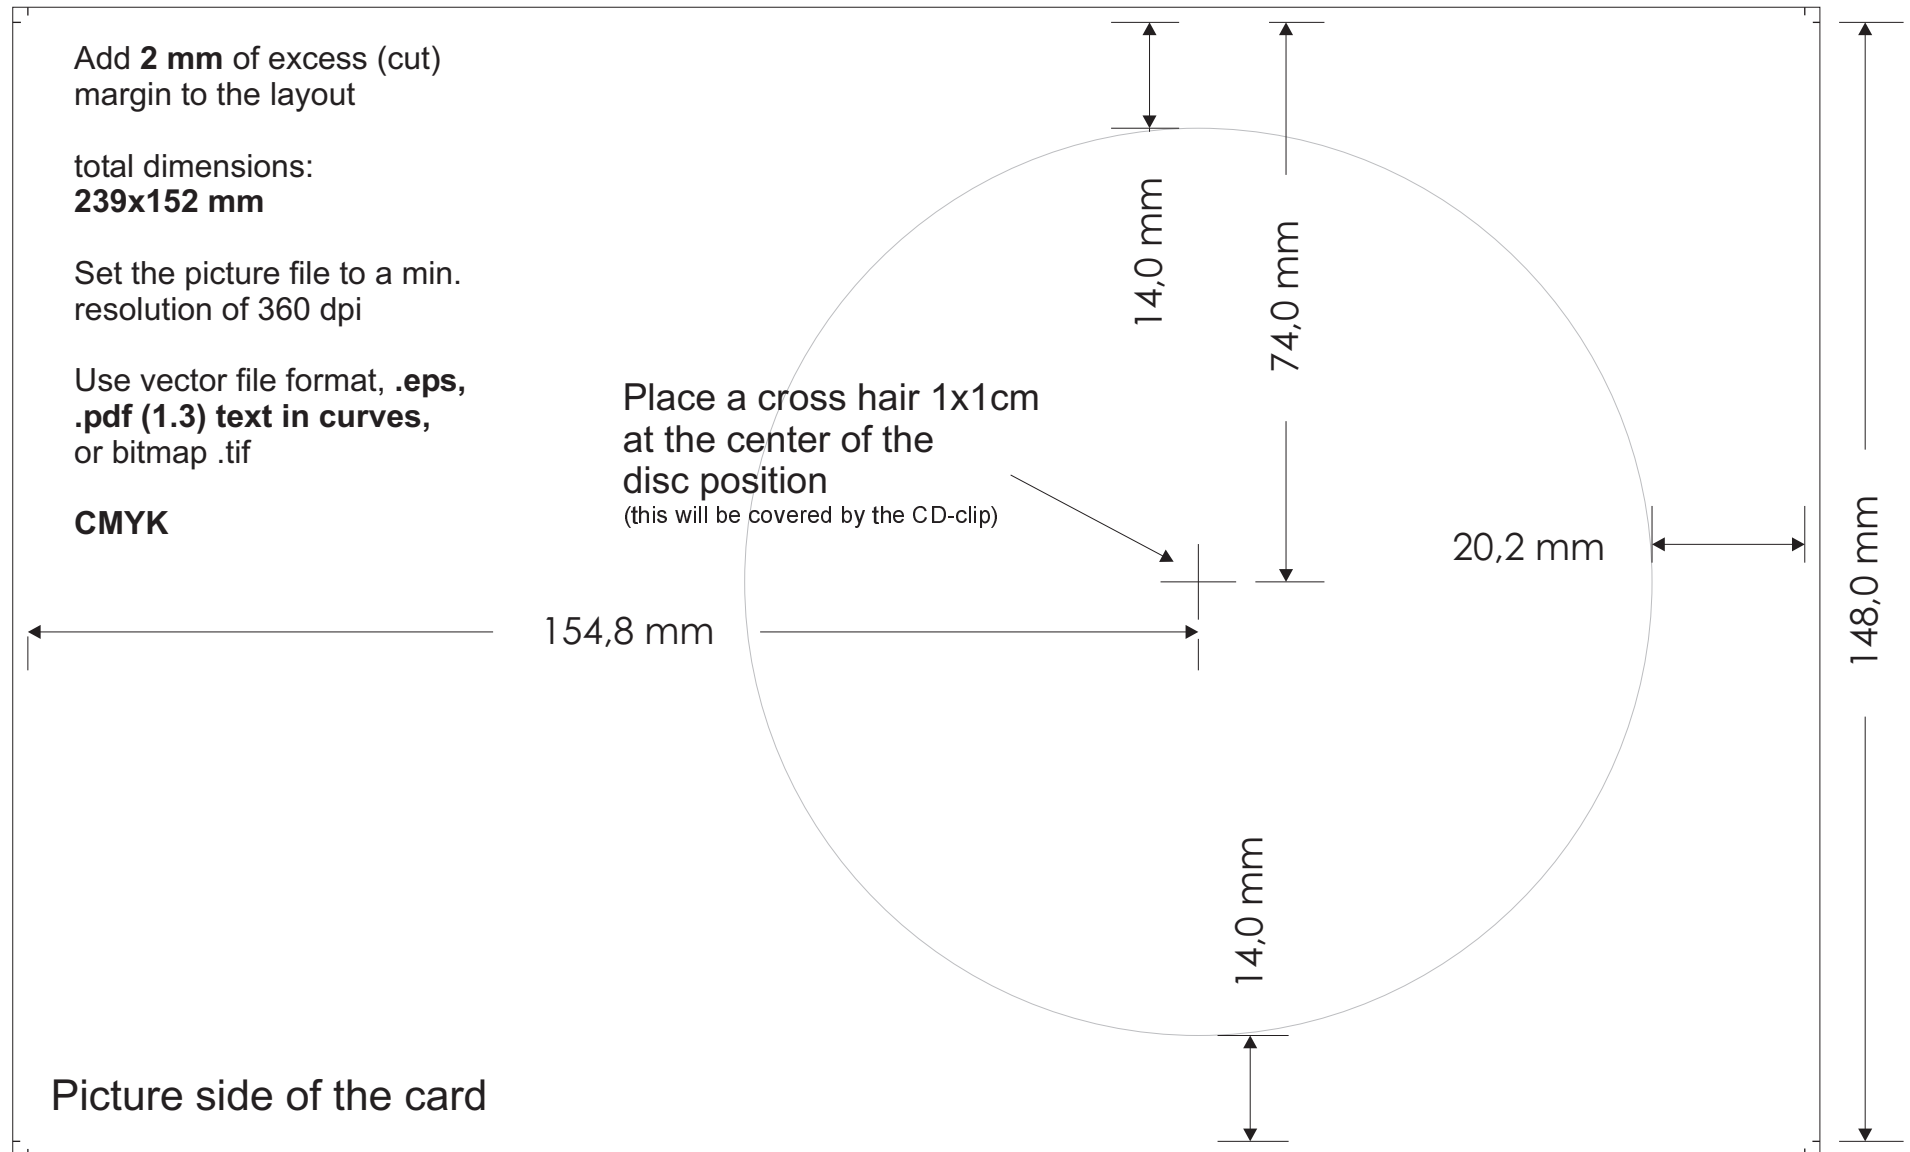 Add 2 mm of excess (cut)
margin to the layout
total dimensions:
239x152 mm
Set the picture file to a min.
resolution of 360 dpi
Use vector file format, .eps,
.pdf (1.3) text in curves,
or bitmap .tif
CMYK
Place a cross hair 1x1cm
at the center of the
disc position
(this will be covered by the CD-clip)
14,0 mm
74,0 mm
20,2 mm
148,0 mm
154,8 mm
14,0 mm
Picture side of the card